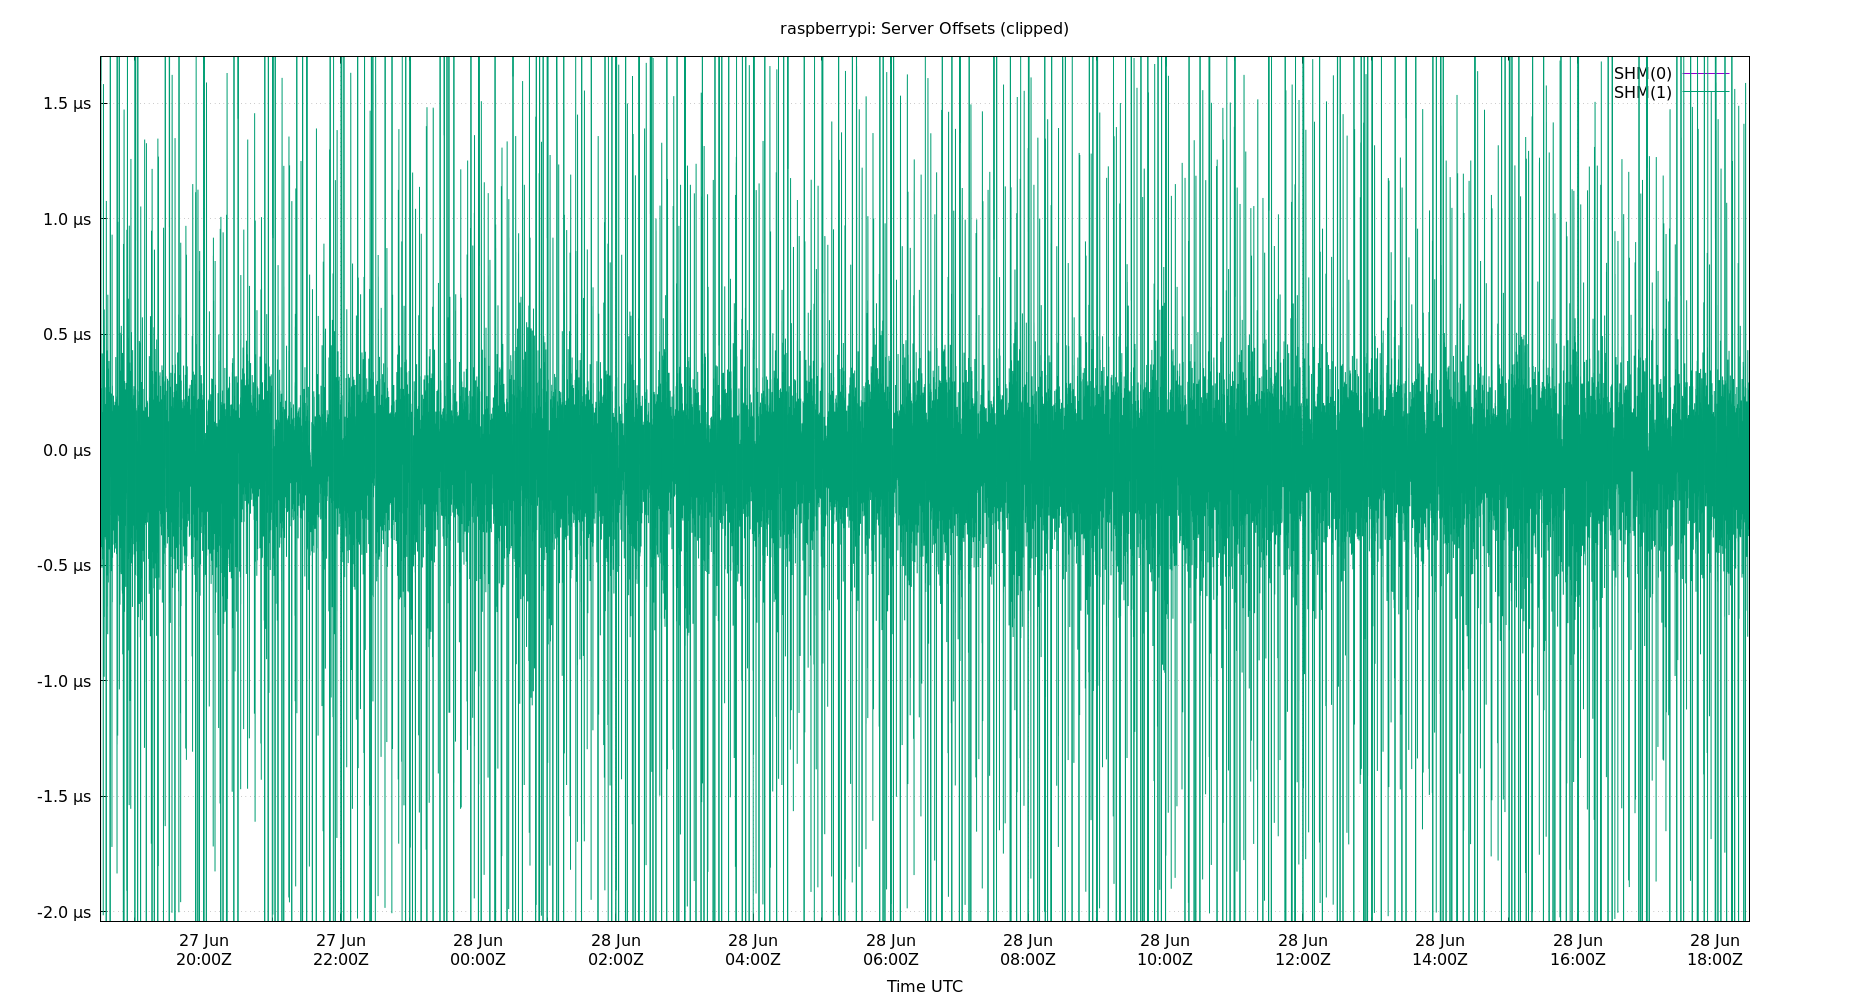 raspberrypi: Server Offsets (clipped)
SHM(0)
SHM(1)
1.5 µs
1.0 µs
0.5 µs
0.0 µs
-0.5 µs
-1.0 µs
-1.5 µs
-2.0 µs
27 Jun 27 Jun 28 Jun 28 Jun 28 Jun 28 Jun 28 Jun 28 Jun 28 Jun 28 Jun 28 Jun 28 Jun
20:00Z 22:00Z 00:00Z 02:00Z 04:00Z 06:00Z 08:00Z 10:00Z 12:00Z 14:00Z 16:00Z 18:00Z
Time UTC